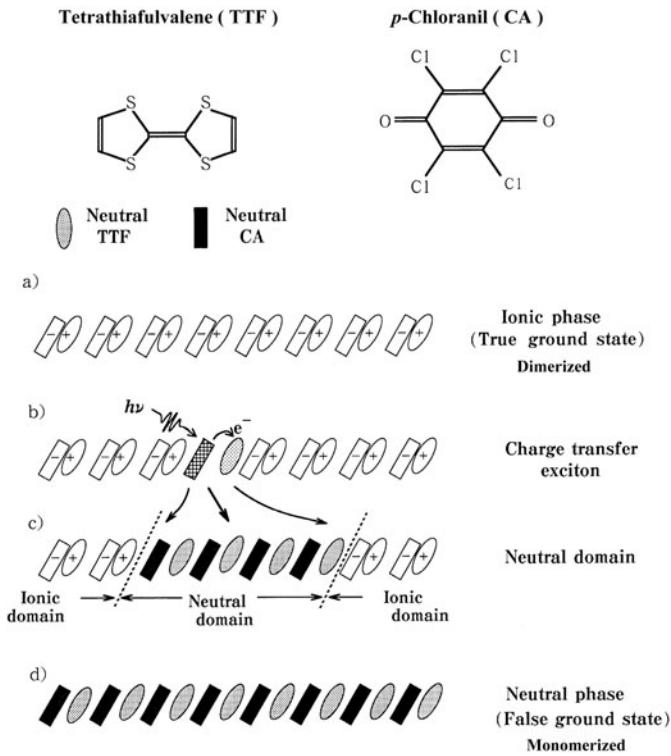 Tetrathiafulvalene ( TTF )
p-Chloranil ( CA )
S S
S S
Cl Cl
O O
Cl Cl
Neutral
TTF
Neutral
CA
a)
− + − + − + − + − + − + − + − +
Ionic phase
(True ground state)
Dimerized
b)
hν
e−
− + − + − + − + − + − + − +
Charge transfer
exciton
c)
− + − + − + − +
Neutral domain
Ionic
domain
Neutral
domain
Ionic
domain
d)
Neutral phase
(False ground state)
Monomerized